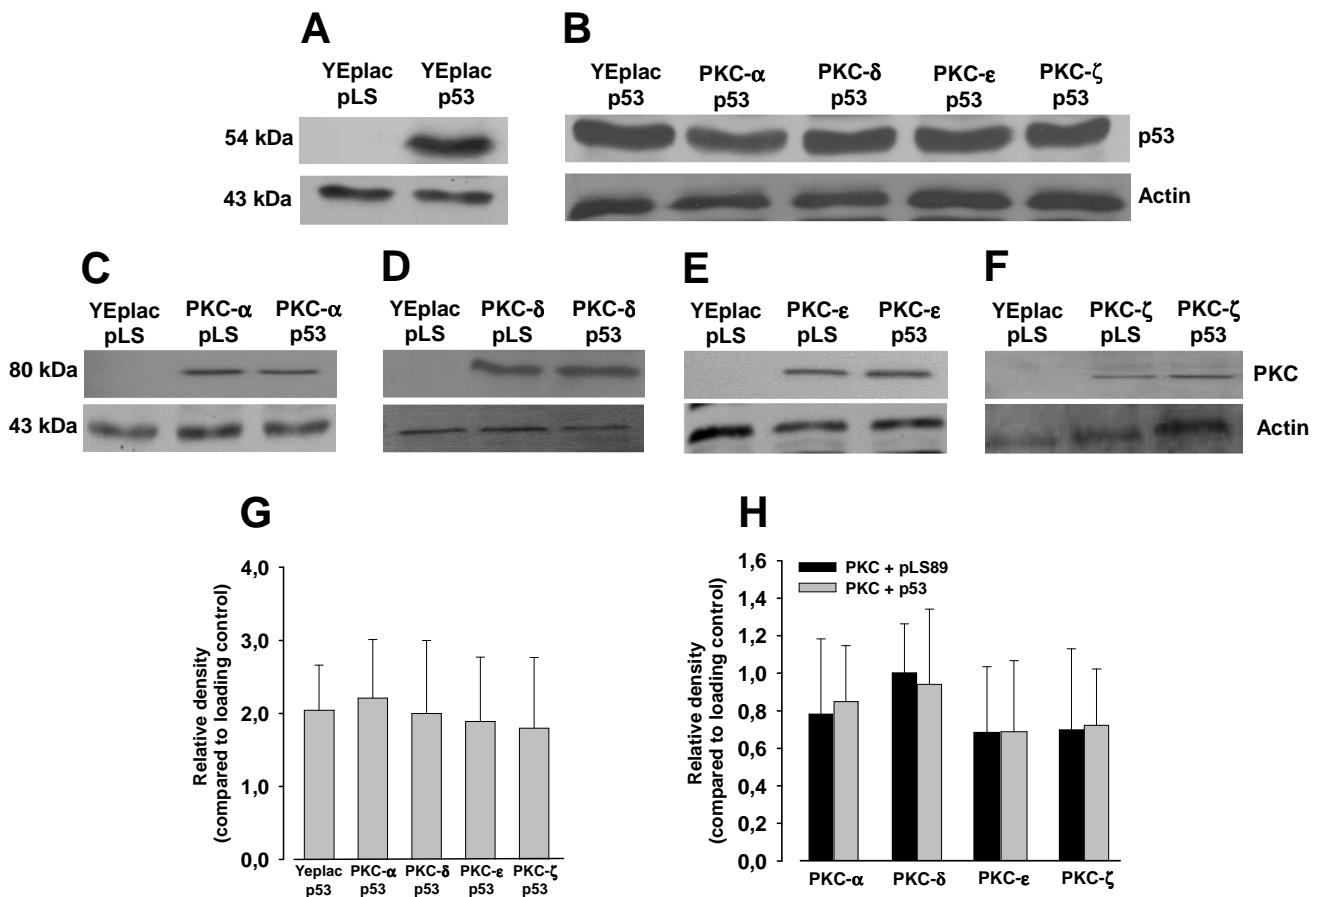 A
B
YEplac YEplac
pLS p53
YEplac PKC-α PKC-δ PKC-ε PKC-ζ
p53 p53 p53 p53 p53
54 kDa
p53
43 kDa
Actin
C
D
E
F
YEplac PKC-α PKC-α
pLS pLS p53
YEplac PKC-δ PKC-δ
pLS pLS p53
YEplac PKC-ε PKC-ε
pLS pLS p53
YEplac PKC-ζ PKC-ζ
pLS pLS p53
80 kDa
PKC
43 kDa
Actin
G
Relative density
(compared to loading control)
4,0
3,0
2,0
1,0
0,0
Yeplac PKC-α PKC-δ PKC-ε PKC-ζ
p53 p53 p53 p53 p53
H
Relative density
(compared to loading control)
1,6
1,4
1,2
1,0
0,8
0,6
0,4
0,2
0,0
PKC + pLS89
PKC + p53
PKC-α PKC-δ PKC-ε PKC-ζ